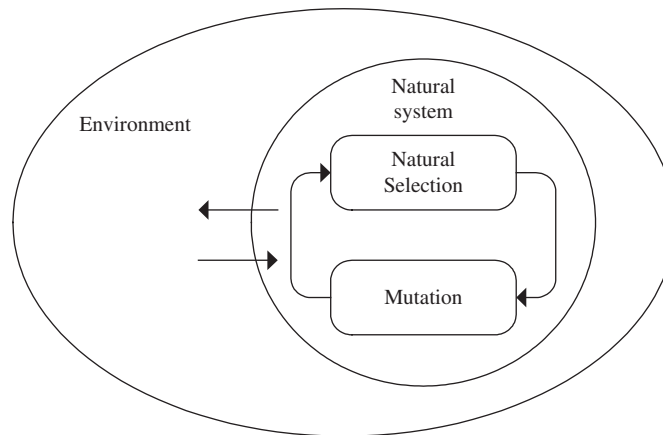 Natural
system
Environment
Natural
Selection
Mutation